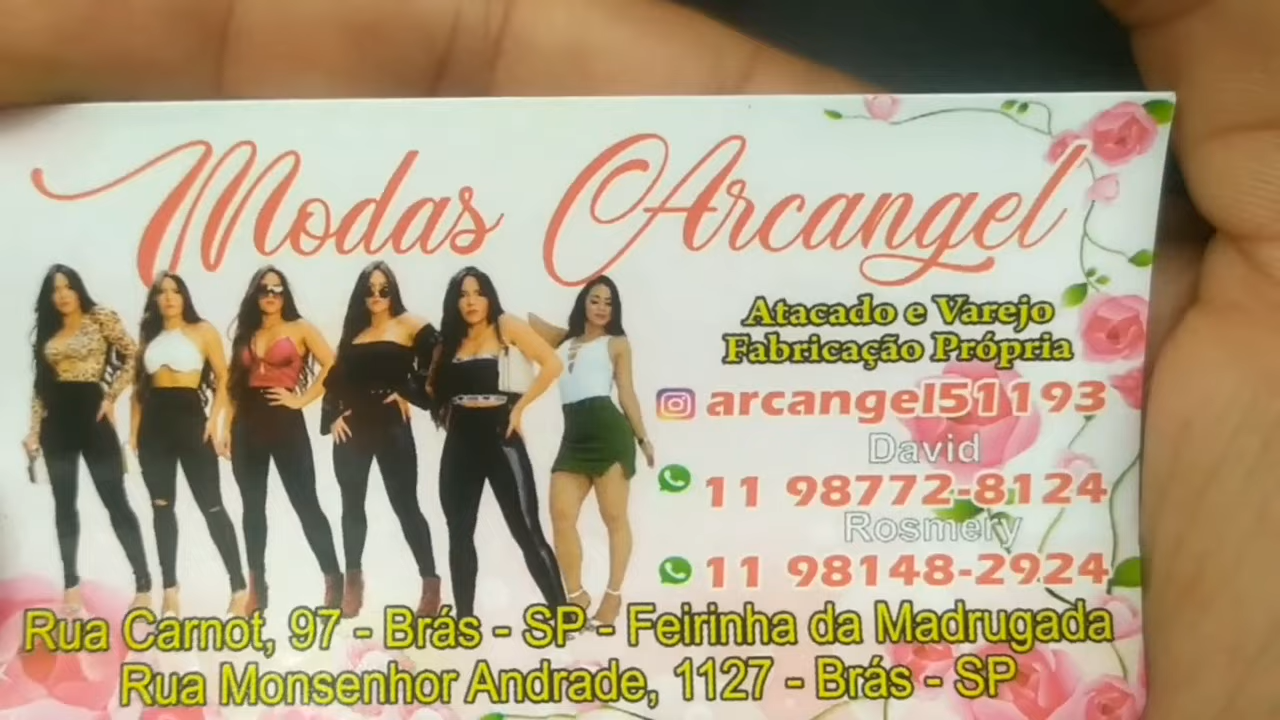 Modas Arcangel
Atacado e Varejo
Fabricação Própria
arcangel51193
David
11 98772-8124
Rosmery
11 98148-2924
Rua Carnot, 97 - Brás - SP - Feirinha da Madrugada
Rua Monsenhor Andrade, 1127 - Brás - SP